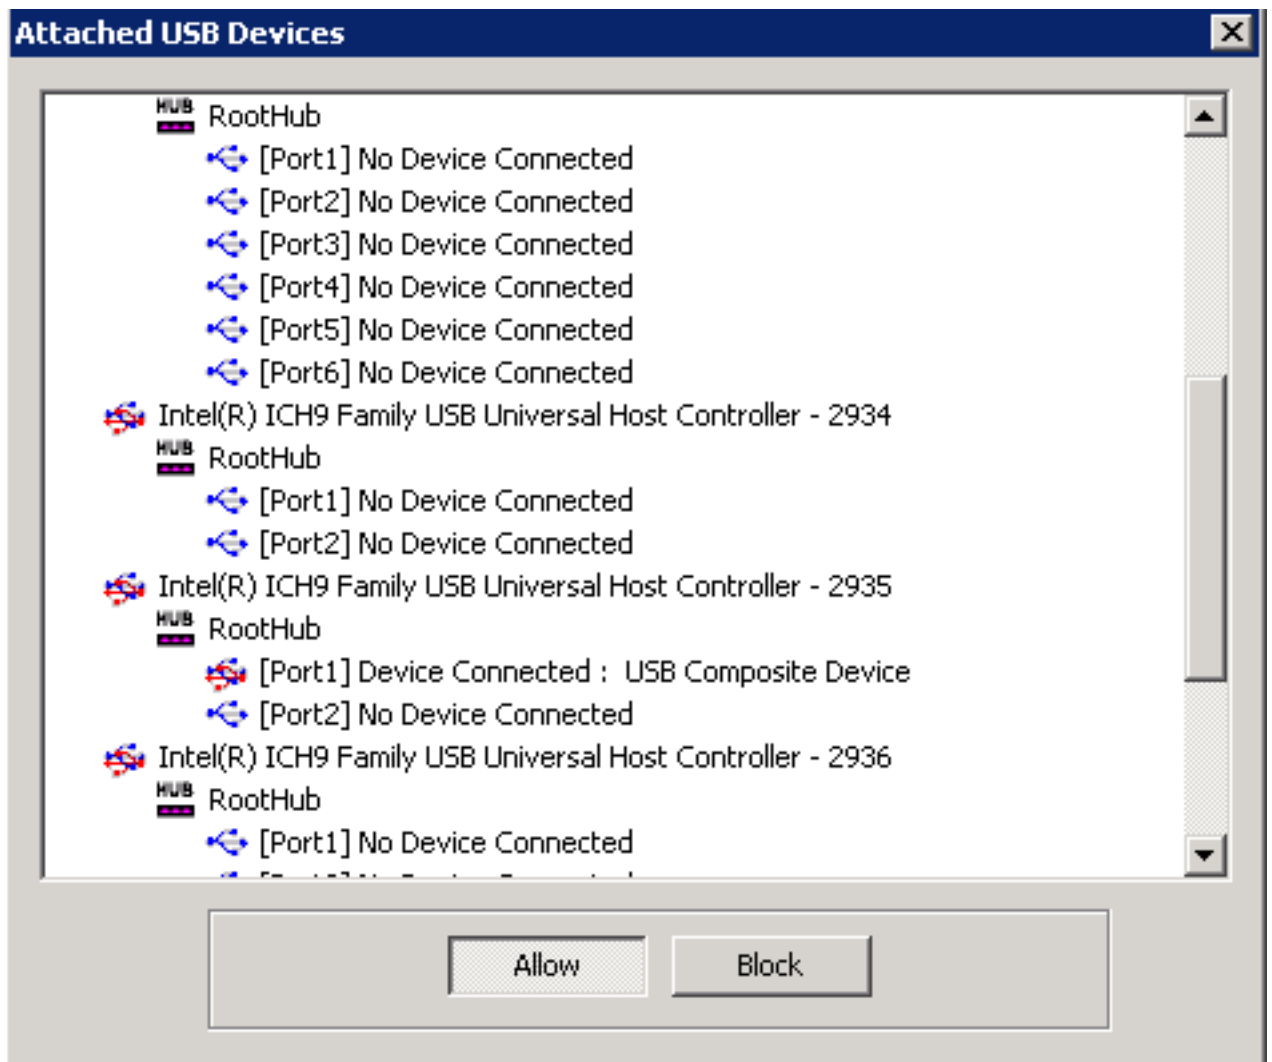 Attached USB Devices
HUB RootHub
[Port1] No Device Connected
[Port2] No Device Connected
[Port3] No Device Connected
[Port4] No Device Connected
[Port5] No Device Connected
[Port6] No Device Connected
Intel(R) ICH9 Family USB Universal Host Controller - 2934
HUB RootHub
[Port1] No Device Connected
[Port2] No Device Connected
Intel(R) ICH9 Family USB Universal Host Controller - 2935
HUB RootHub
[Port1] Device Connected :  USB Composite Device
[Port2] No Device Connected
Intel(R) ICH9 Family USB Universal Host Controller - 2936
HUB RootHub
[Port1] No Device Connected
Allow Block